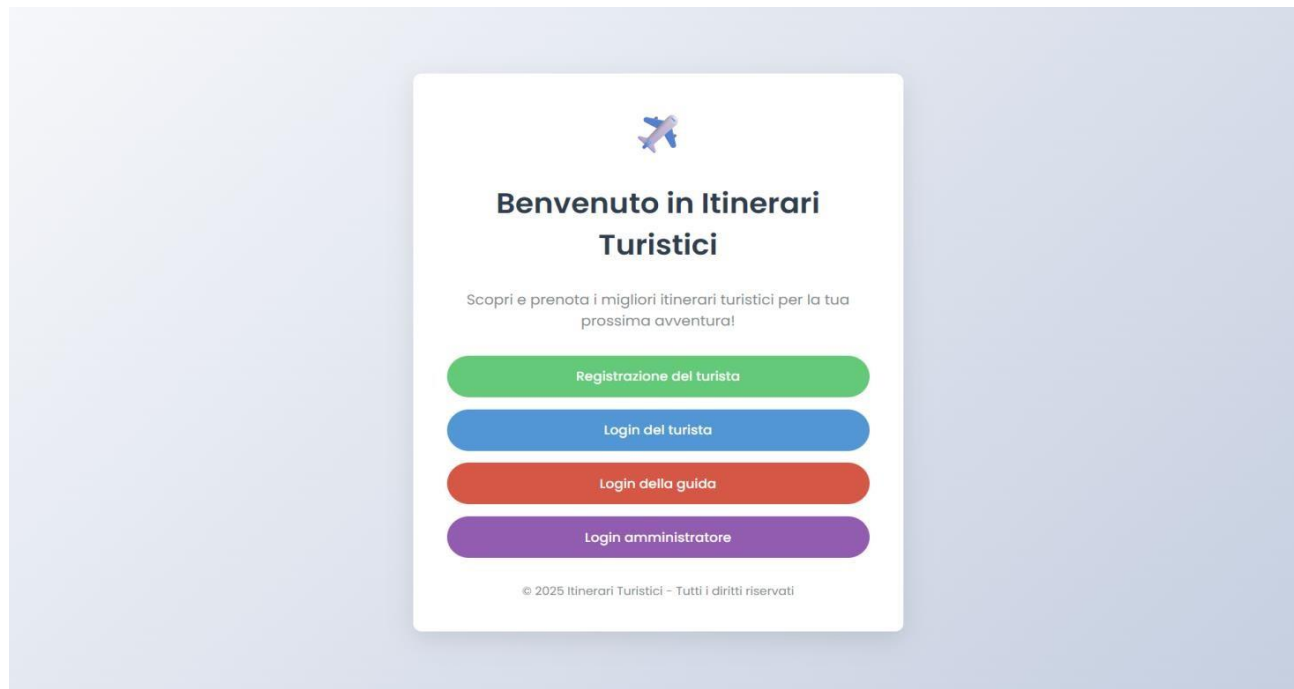 Benvenuto in Itinerari
Turistici
Scopri e prenota i migliori itinerari turistici per la tua
prossima avventura!
Registrazione del turista
Login del turista
Login della guida
Login amministratore
© 2025 Itinerari Turistici - Tutti i diritti riservati